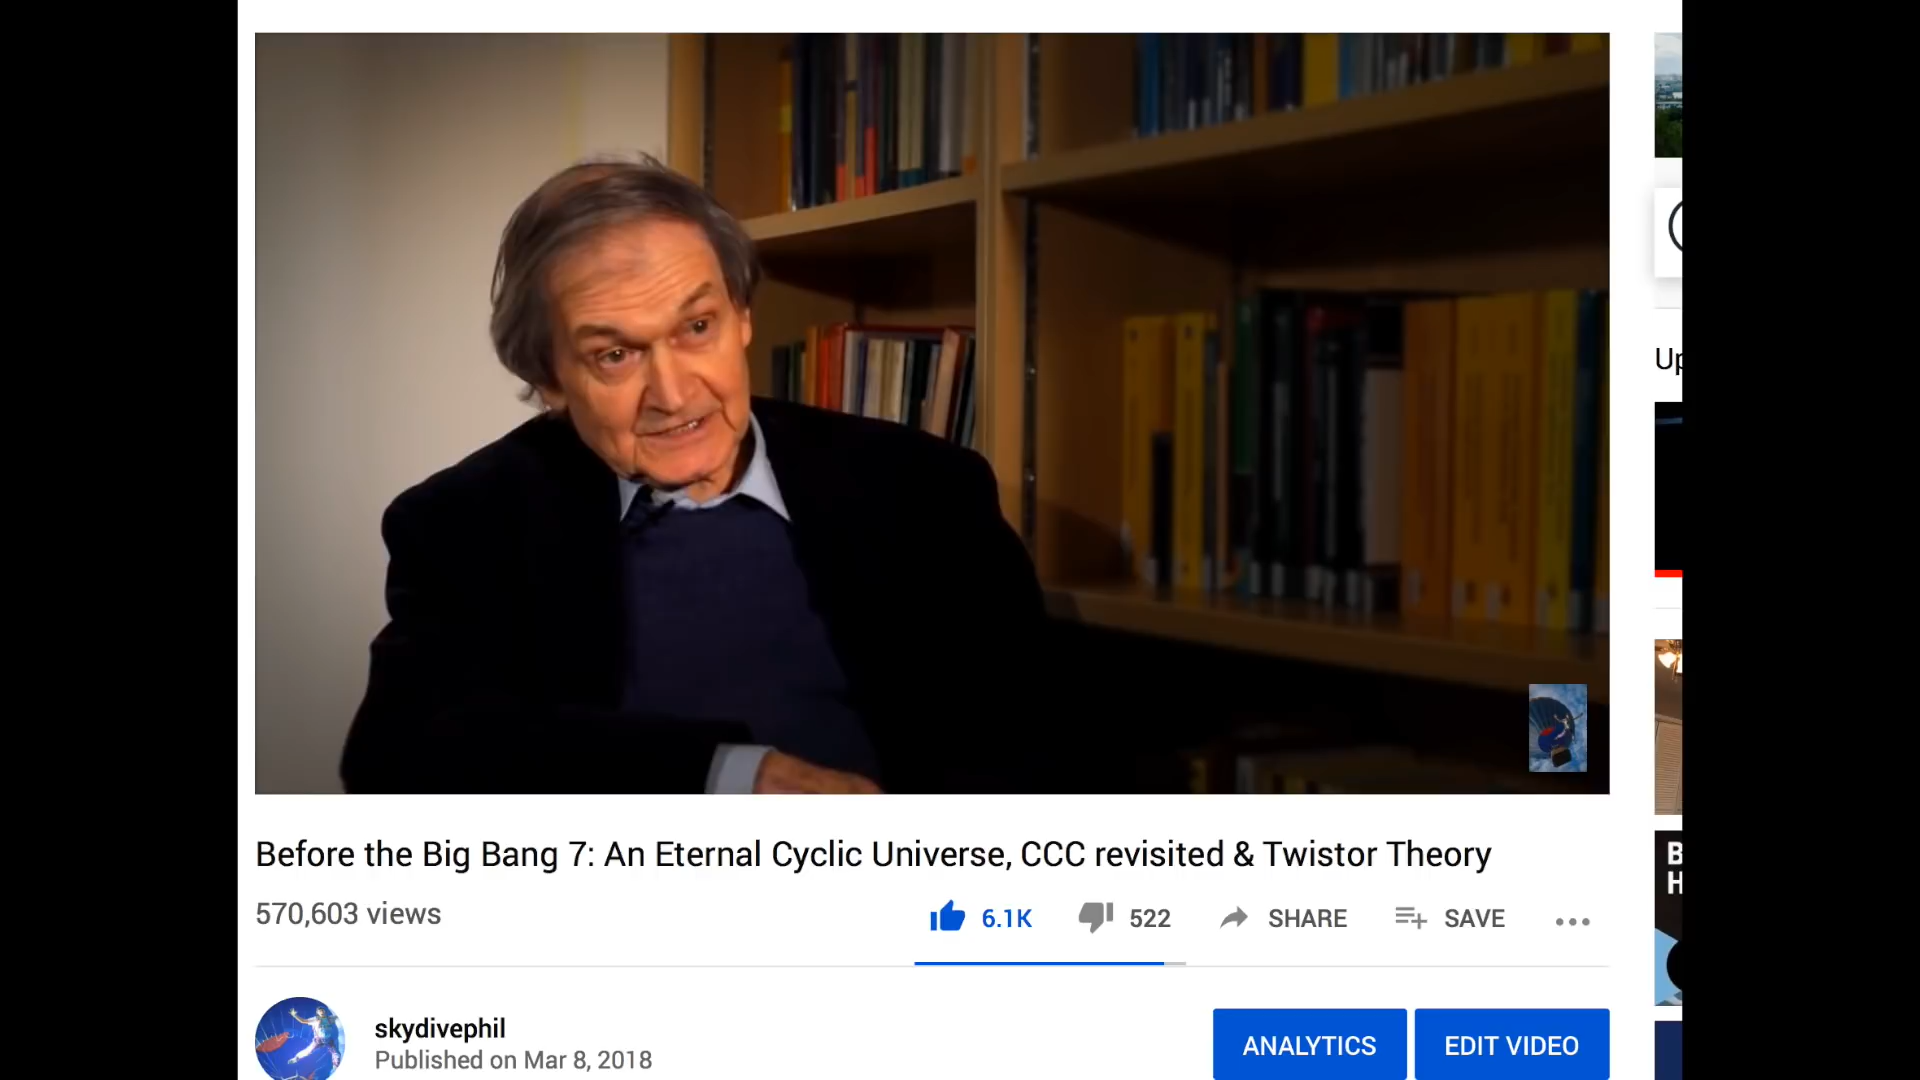 Up
Before the Big Bang 7: An Eternal Cyclic Universe, CCC revisited & Twistor Theory
570,603 views
6.1K
522
SHARE
SAVE
B
H
skydivephil
Published on Mar 8, 2018
ANALYTICS
EDIT VIDEO